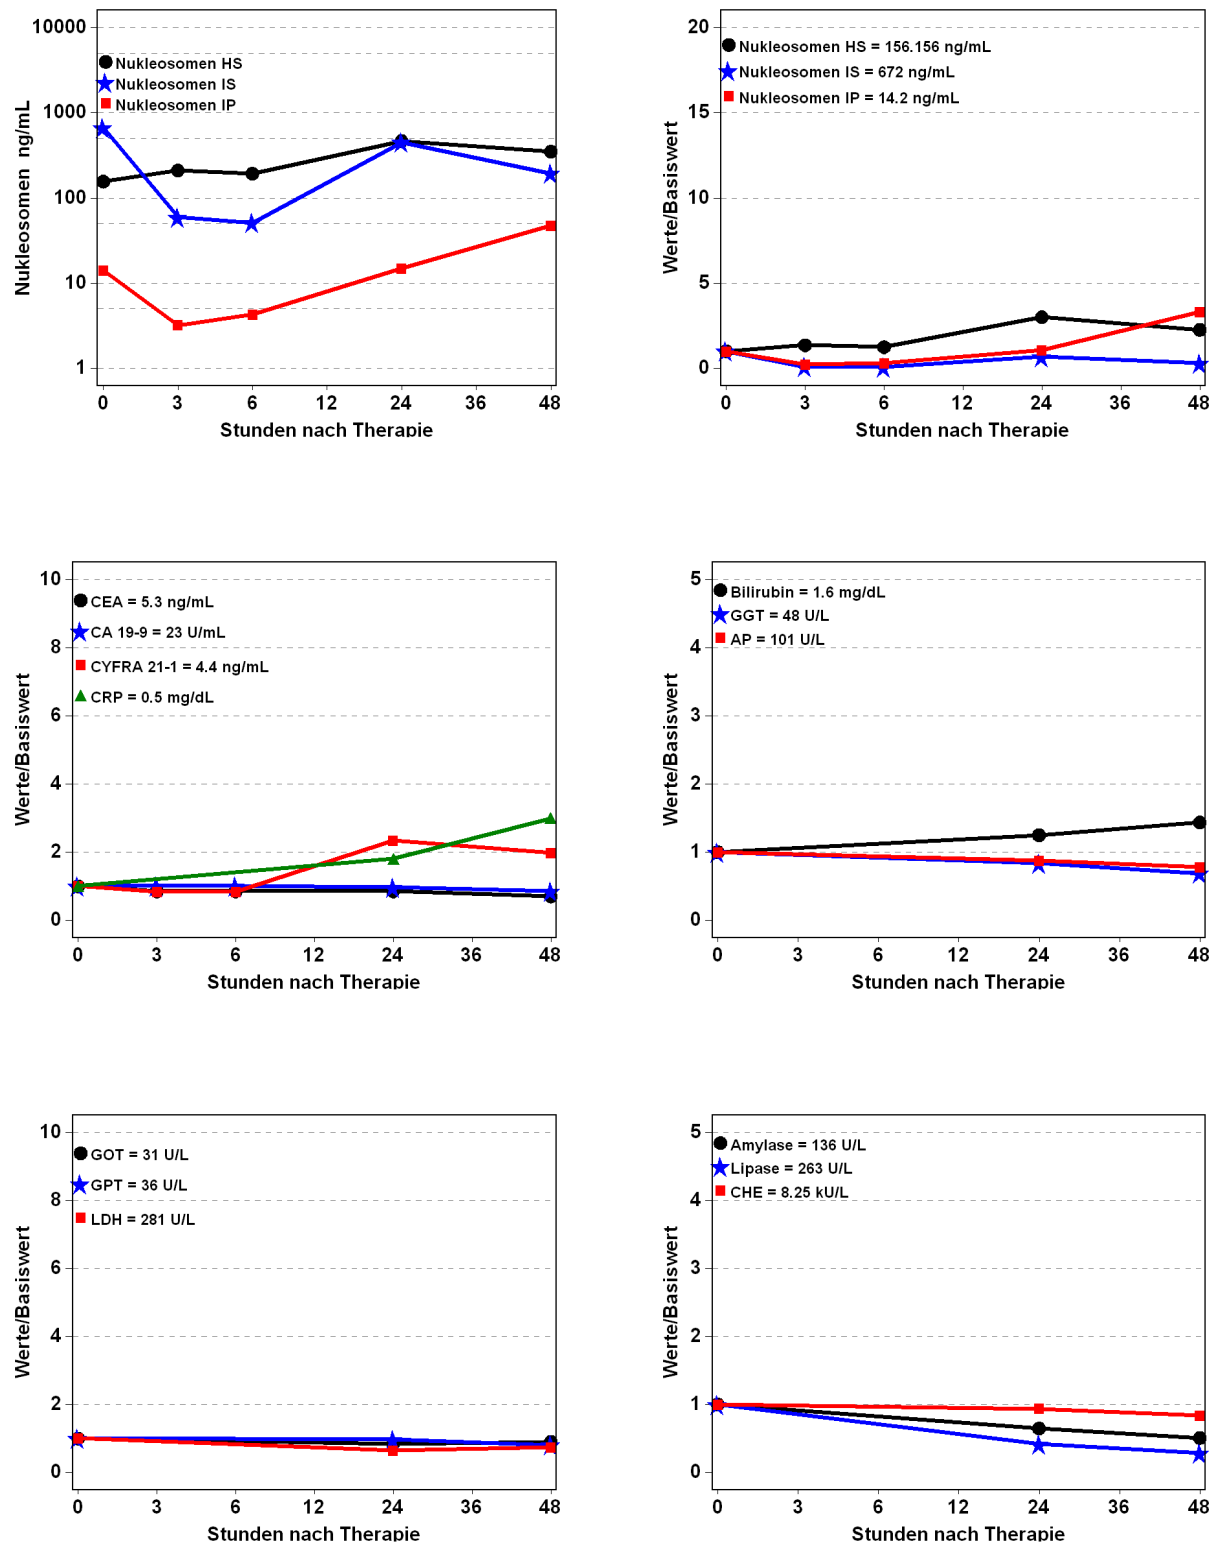 10000
1000
100
10
1
Nukleosomen ng/mL
Nukleosomen HS
Nukleosomen IS
Nukleosomen IP
0 3 6 12 24 36 48
Stunden nach Therapie
20
15
10
5
0
Werte/Basiswert
Nukleosomen HS = 156.156 ng/mL
Nukleosomen IS = 672 ng/mL
Nukleosomen IP = 14.2 ng/mL
0 3 6 12 24 36 48
Stunden nach Therapie
10
8
6
4
2
0
Werte/Basiswert
CEA = 5.3 ng/mL
CA 19-9 = 23 U/mL
CYFRA 21-1 = 4.4 ng/mL
CRP = 0.5 mg/dL
0 3 6 12 24 36 48
Stunden nach Therapie
5
4
3
2
1
0
Werte/Basiswert
Bilirubin = 1.6 mg/dL
GGT = 48 U/L
AP = 101 U/L
0 3 6 12 24 36 48
Stunden nach Therapie
10
8
6
4
2
0
Werte/Basiswert
GOT = 31 U/L
GPT = 36 U/L
LDH = 281 U/L
0 3 6 12 24 36 48
Stunden nach Therapie
5
4
3
2
1
0
Werte/Basiswert
Amylase = 136 U/L
Lipase = 263 U/L
CHE = 8.25 kU/L
0 3 6 12 24 36 48
Stunden nach Therapie